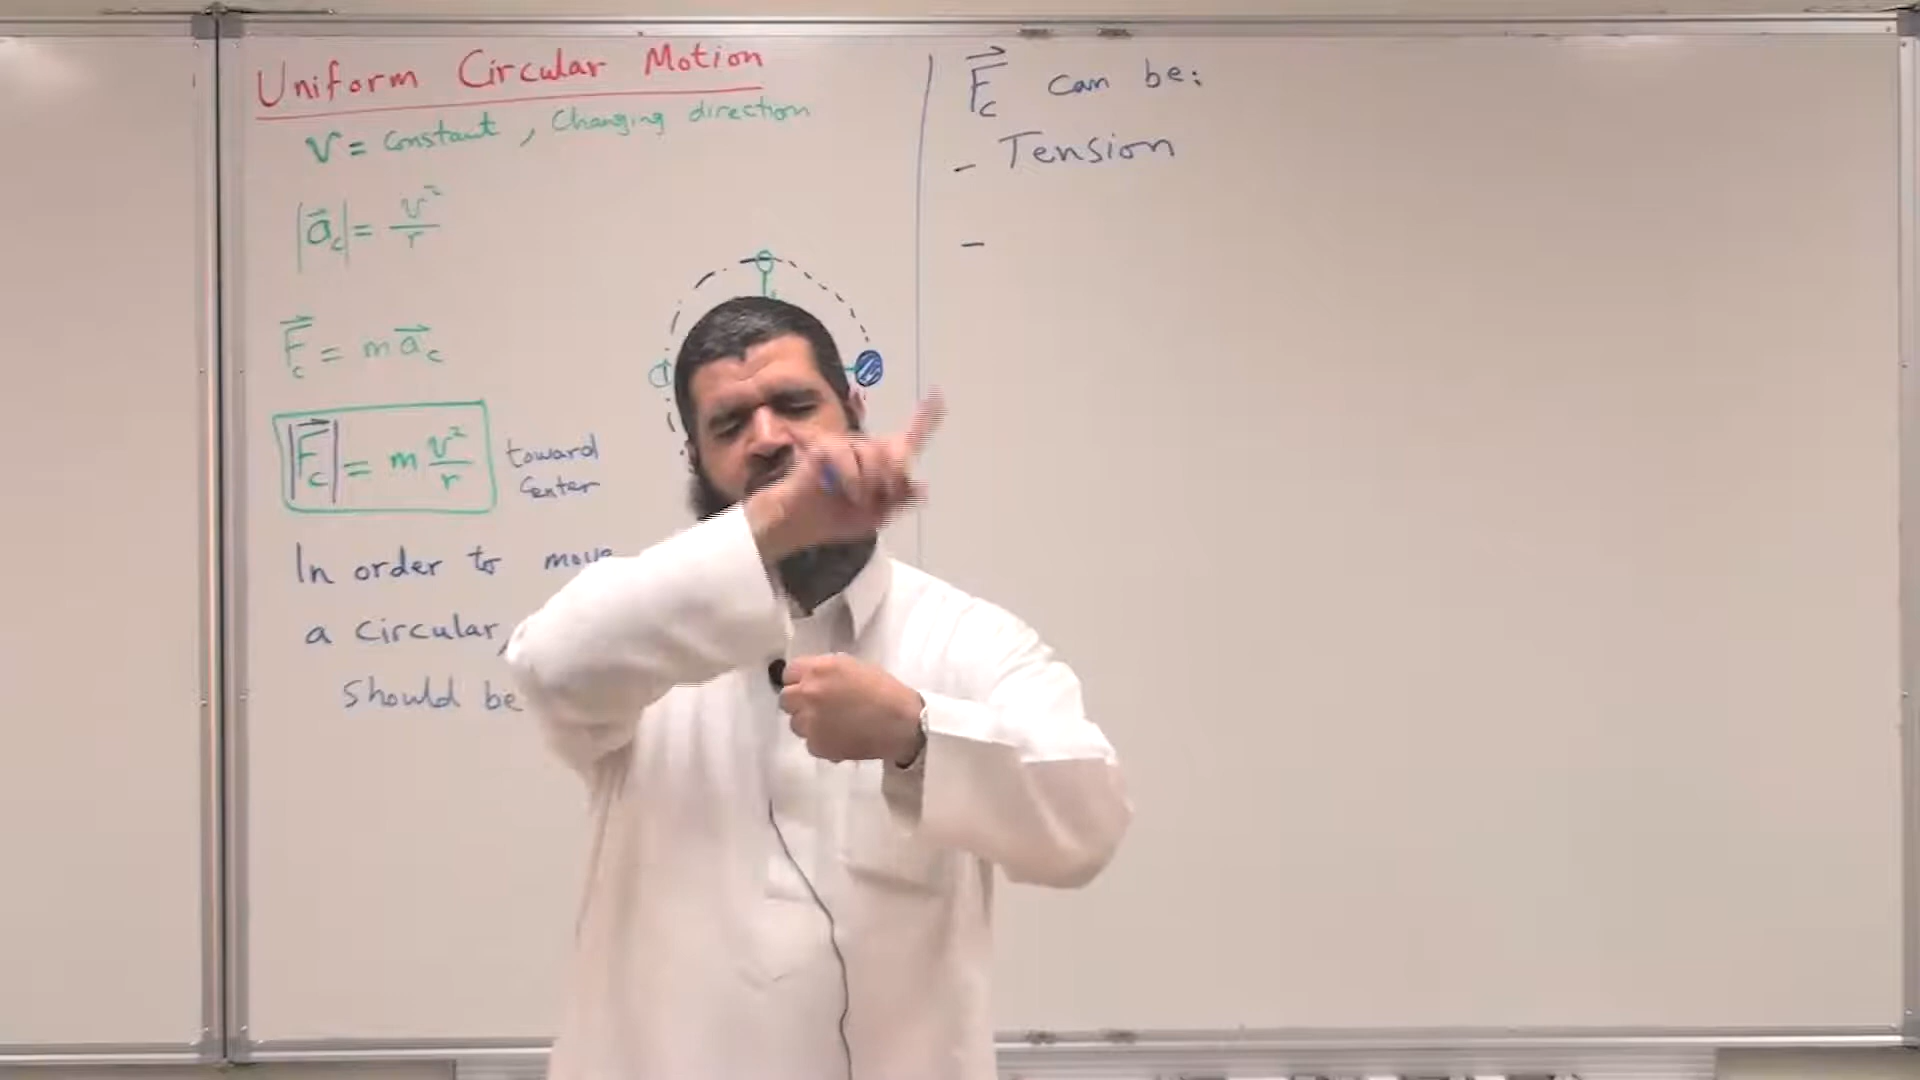 Uniform Circular Motion
v = constant, Changing direction
|a⃗c| = v²/r
F⃗c = m a⃗c
|F⃗c| = m v²/r toward center
In order to move
a circular,
should be
F⃗c can be:
- Tension
-